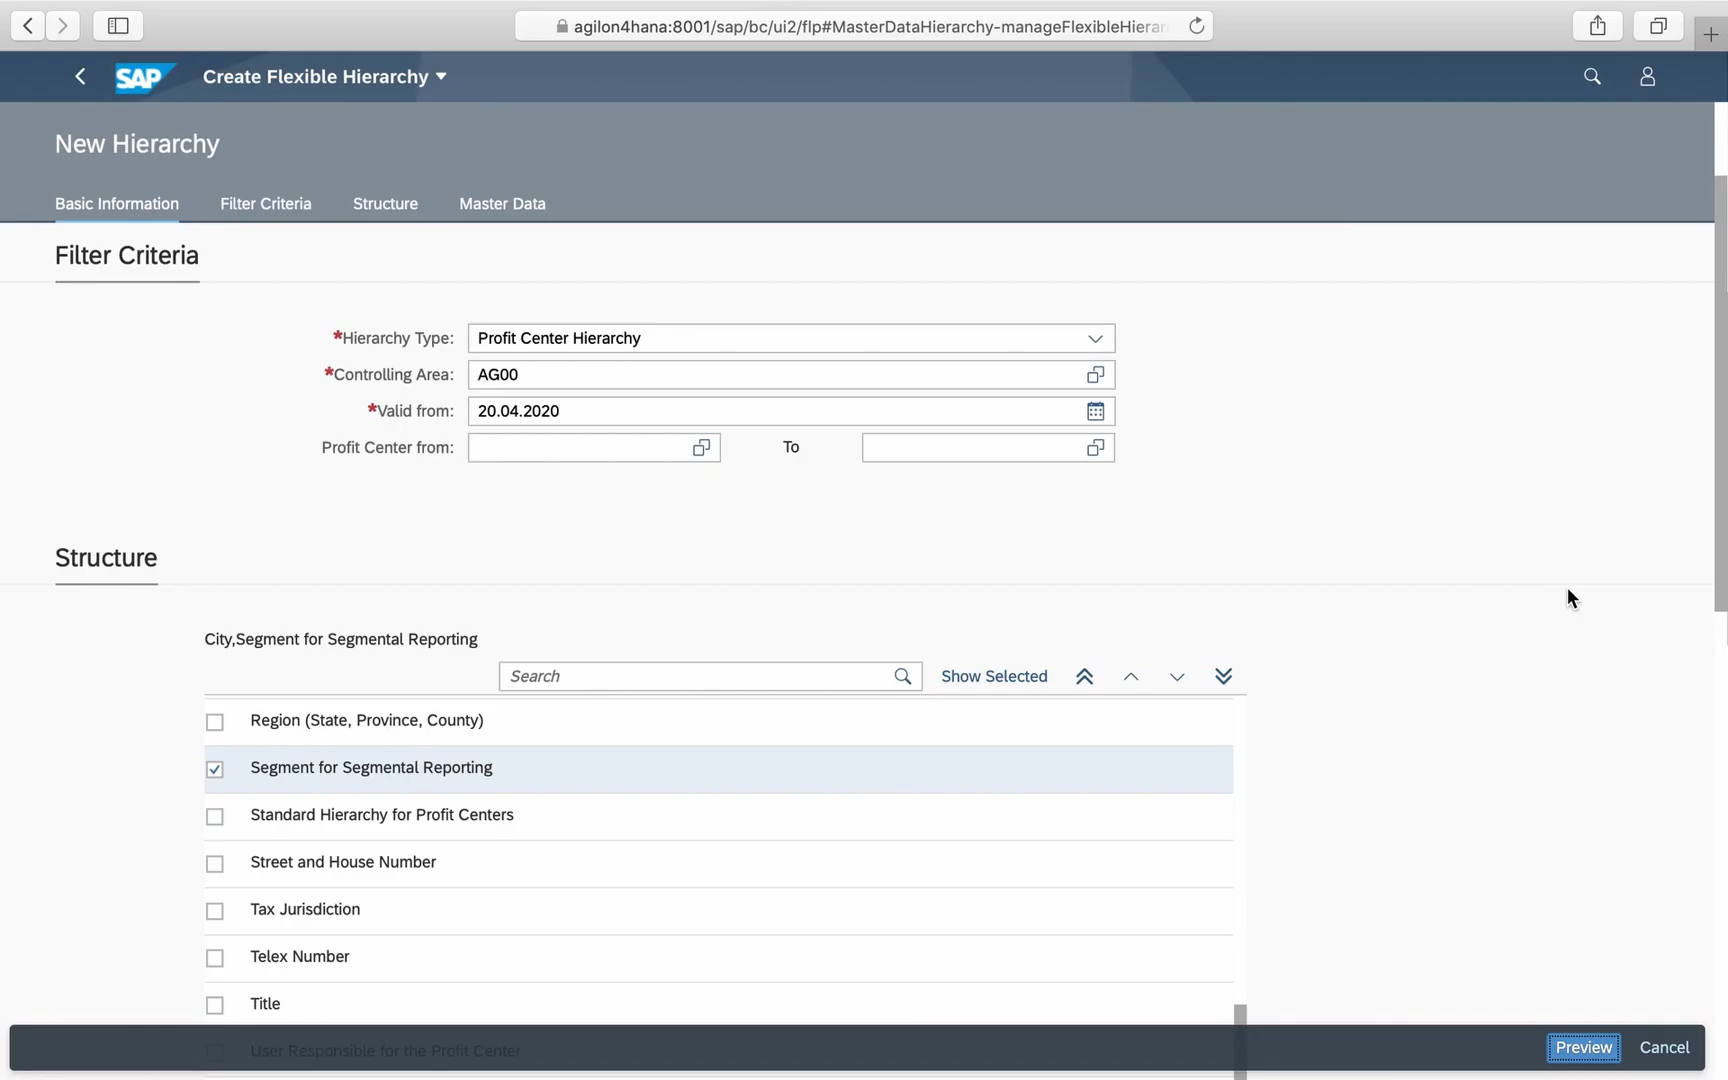 agilon4hana:8001/sap/bc/ui2/flp#MasterDataHierarchy-manageFlexibleHierar
SAP Create Flexible Hierarchy
New Hierarchy
Basic Information Filter Criteria Structure Master Data
Filter Criteria
*Hierarchy Type: Profit Center Hierarchy
*Controlling Area: AG00
*Valid from: 20.04.2020
Profit Center from: To
Structure
City,Segment for Segmental Reporting
Search Show Selected
Region (State, Province, County)
Segment for Segmental Reporting
Standard Hierarchy for Profit Centers
Street and House Number
Tax Jurisdiction
Telex Number
Title
User Responsible for the Profit Center
Preview Cancel